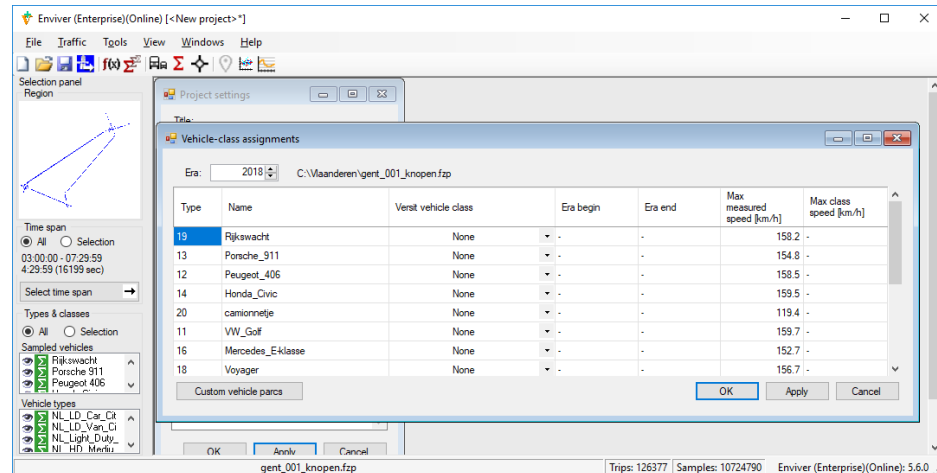 Enviver (Enterprise)(Online) [<New project>*]
File Traffic Tools View Windows Help
f(x)
Selection panel
Region
Project settings
Title:
Vehicle-class assignments
Era: 2018 C:\Vlaanderen\gent_001_knopen.fzp
Type Name Versit vehicle class Era begin Era end Max measured speed [km/h] Max class speed [km/h]
19 Rijkswacht None - - 158.2 -
13 Porsche_911 None - - 154.8 -
12 Peugeot_406 None - - 158.5 -
14 Honda_Civic None - - 159.5 -
20 camionnetje None - - 119.4 -
11 VW_Golf None - - 159.7 -
16 Mercedes_E-klasse None - - 152.7 -
18 Voyager None - - 156.7 -
Custom vehicle parcs OK Apply Cancel
Time span
All Selection
03:00:00 - 07:29:59
4:29:59 (16199 sec)
Select time span
Types & classes
All Selection
Sampled vehicles
Rijkswacht
Porsche 911
Peugeot 406
Vehicle types
NL_LD_Car_Cit
NL_LD_Van_Ci
NL_Light_Duty_
NL_HD_Mediu
OK Apply Cancel
gent_001_knopen.fzp Trips: 126377 Samples: 10724790 Enviver (Enterprise)(Online): 5.6.0